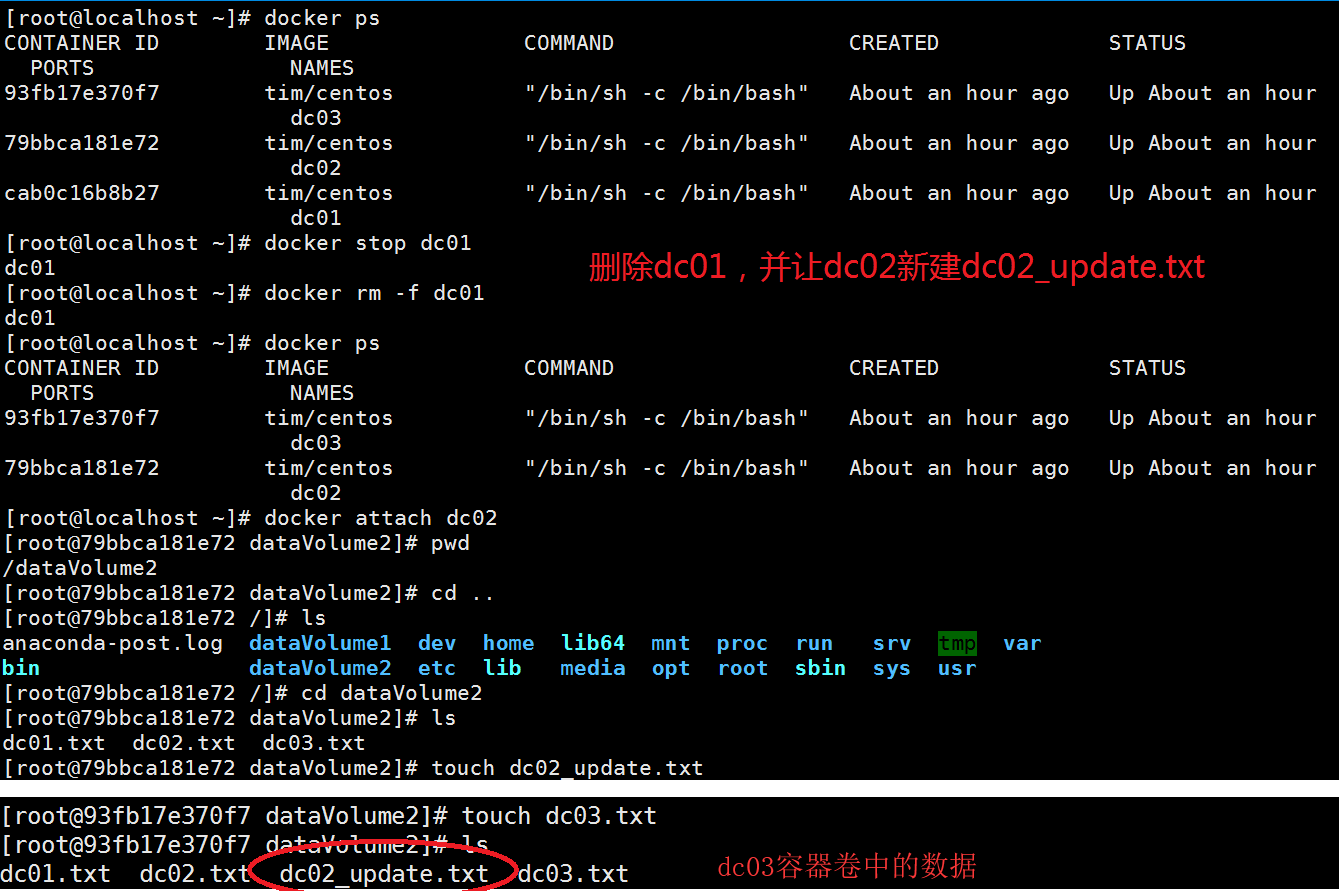 [root@localhost ~]# docker ps
CONTAINER ID        IMAGE               COMMAND                  CREATED             STATUS
  PORTS               NAMES
93fb17e370f7        tim/centos          "/bin/sh -c /bin/bash"   About an hour ago   Up About an hour
                      dc03
79bbca181e72        tim/centos          "/bin/sh -c /bin/bash"   About an hour ago   Up About an hour
                      dc02
cab0c16b8b27        tim/centos          "/bin/sh -c /bin/bash"   About an hour ago   Up About an hour
                      dc01
[root@localhost ~]# docker stop dc01
dc01
删除dc01，并让dc02新建dc02_update.txt
[root@localhost ~]# docker rm -f dc01
dc01
[root@localhost ~]# docker ps
CONTAINER ID        IMAGE               COMMAND                  CREATED             STATUS
  PORTS               NAMES
93fb17e370f7        tim/centos          "/bin/sh -c /bin/bash"   About an hour ago   Up About an hour
                      dc03
79bbca181e72        tim/centos          "/bin/sh -c /bin/bash"   About an hour ago   Up About an hour
                      dc02
[root@localhost ~]# docker attach dc02
[root@79bbca181e72 dataVolume2]# pwd
/dataVolume2
[root@79bbca181e72 dataVolume2]# cd ..
[root@79bbca181e72 /]# ls
anaconda-post.log  dataVolume1  dev  home  lib64  mnt  proc  run   srv  tmp  var
bin                dataVolume2  etc  lib   media  opt  root  sbin  sys  usr
[root@79bbca181e72 /]# cd dataVolume2
[root@79bbca181e72 dataVolume2]# ls
dc01.txt  dc02.txt  dc03.txt
[root@79bbca181e72 dataVolume2]# touch dc02_update.txt
[root@93fb17e370f7 dataVolume2]# touch dc03.txt
[root@93fb17e370f7 dataVolume2]# ls
dc01.txt  dc02.txt  dc02_update.txt  dc03.txt
dc03容器卷中的数据